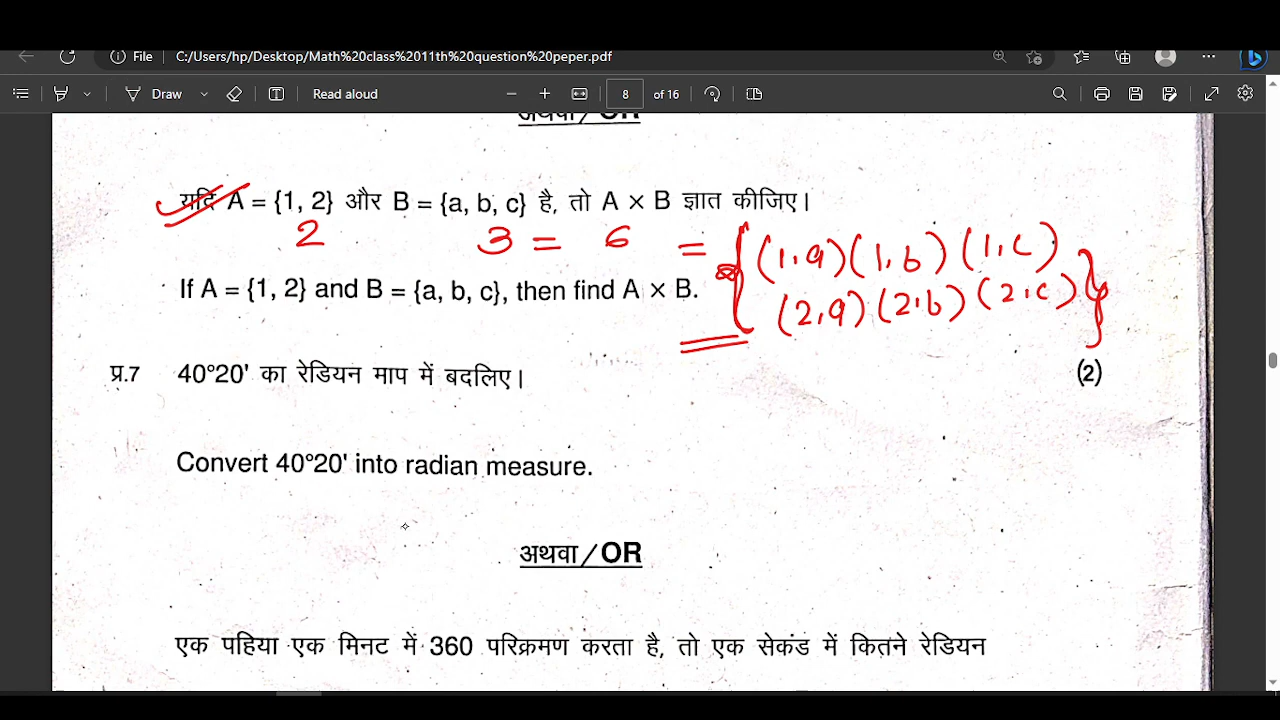 File C:/Users/hp/Desktop/Math%20class%2011th%20question%20peper.pdf
Draw Read aloud 8 of 16
अथवा/OR
यदि A = {1, 2} और B = {a, b, c} है, तो A × B ज्ञात कीजिए।
2 3 = 6 = {(1,a)(1,b)(1,c)
If A = {1, 2} and B = {a, b, c}, then find A × B.
(2,a)(2,b)(2,c)}
प्र.7 40°20' का रेडियन माप में बदलिए। (2)
Convert 40°20' into radian measure.
अथवा/OR
एक पहिया एक मिनट में 360 परिक्रमण करता है, तो एक सेकंड में कितने रेडियन